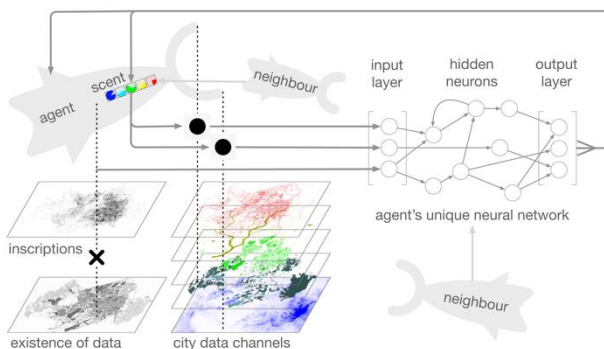 agent
scent
neighbour
input
layer
hidden
neurons
output
layer
agent's unique neural network
inscriptions
neighbour
existence of data
city data channels